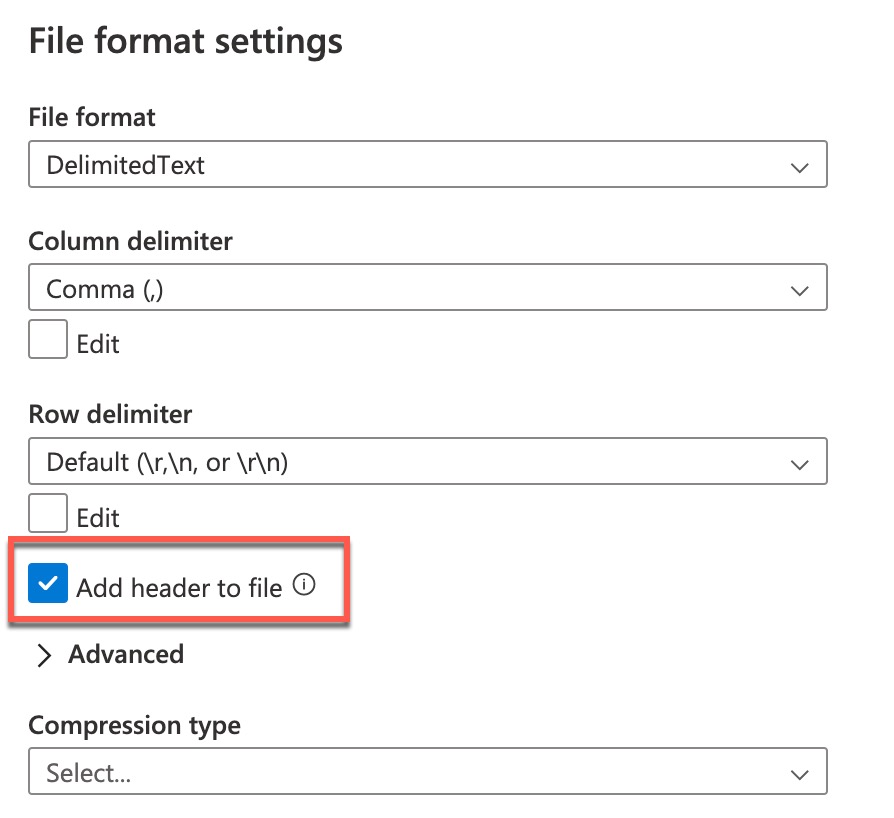 File format settings
File format
DelimitedText
Column delimiter
Comma (,)
Edit
Row delimiter
Default (\r,\n, or \r\n)
Edit
Add header to file
Advanced
Compression type
Select...